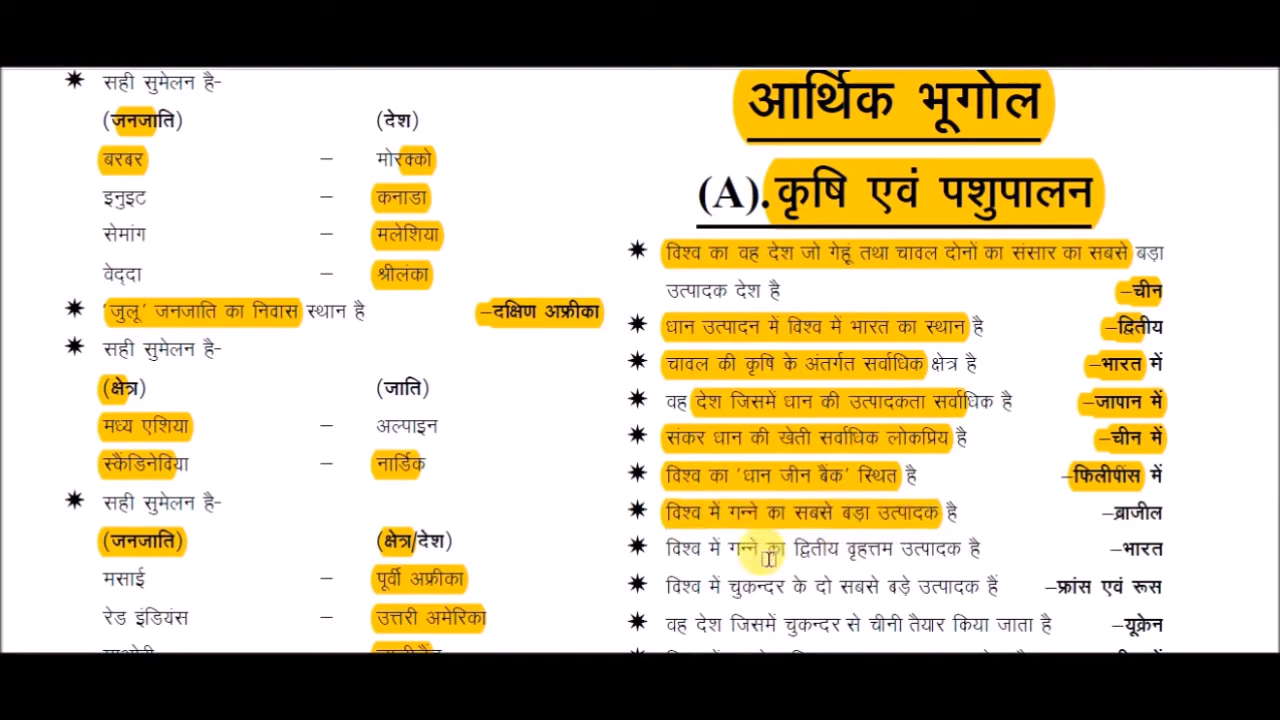 सही सुमेलन है-
(जनजाति) (देश)
बरबर – मोरक्को
इनुइट – कनाडा
सेमांग – मलेशिया
वेद्दा – श्रीलंका
'जुलू' जनजाति का निवास स्थान है –दक्षिण अफ्रीका
सही सुमेलन है-
(क्षेत्र) (जाति)
मध्य एशिया – अल्पाइन
स्कैंडिनेविया – नार्डिक
सही सुमेलन है-
(जनजाति) (क्षेत्र/देश)
मसाई – पूर्वी अफ्रीका
रेड इंडियंस – उत्तरी अमेरिका
आर्थिक भूगोल
(A). कृषि एवं पशुपालन
विश्व का वह देश जो गेहूं तथा चावल दोनों का संसार का सबसे बड़ा
उत्पादक देश है –चीन
धान उत्पादन में विश्व में भारत का स्थान है –द्वितीय
चावल की कृषि के अंतर्गत सर्वाधिक क्षेत्र है –भारत में
वह देश जिसमें धान की उत्पादकता सर्वाधिक है –जापान में
संकर धान की खेती सर्वाधिक लोकप्रिय है –चीन में
विश्व का 'धान जीन बैंक' स्थित है –फिलीपींस में
विश्व में गन्ने का सबसे बड़ा उत्पादक है –ब्राजील
विश्व में गन्ने का द्वितीय वृहत्तम उत्पादक है –भारत
विश्व में चुकन्दर के दो सबसे बड़े उत्पादक हैं –फ्रांस एवं रूस
वह देश जिसमें चुकन्दर से चीनी तैयार किया जाता है –यूक्रेन